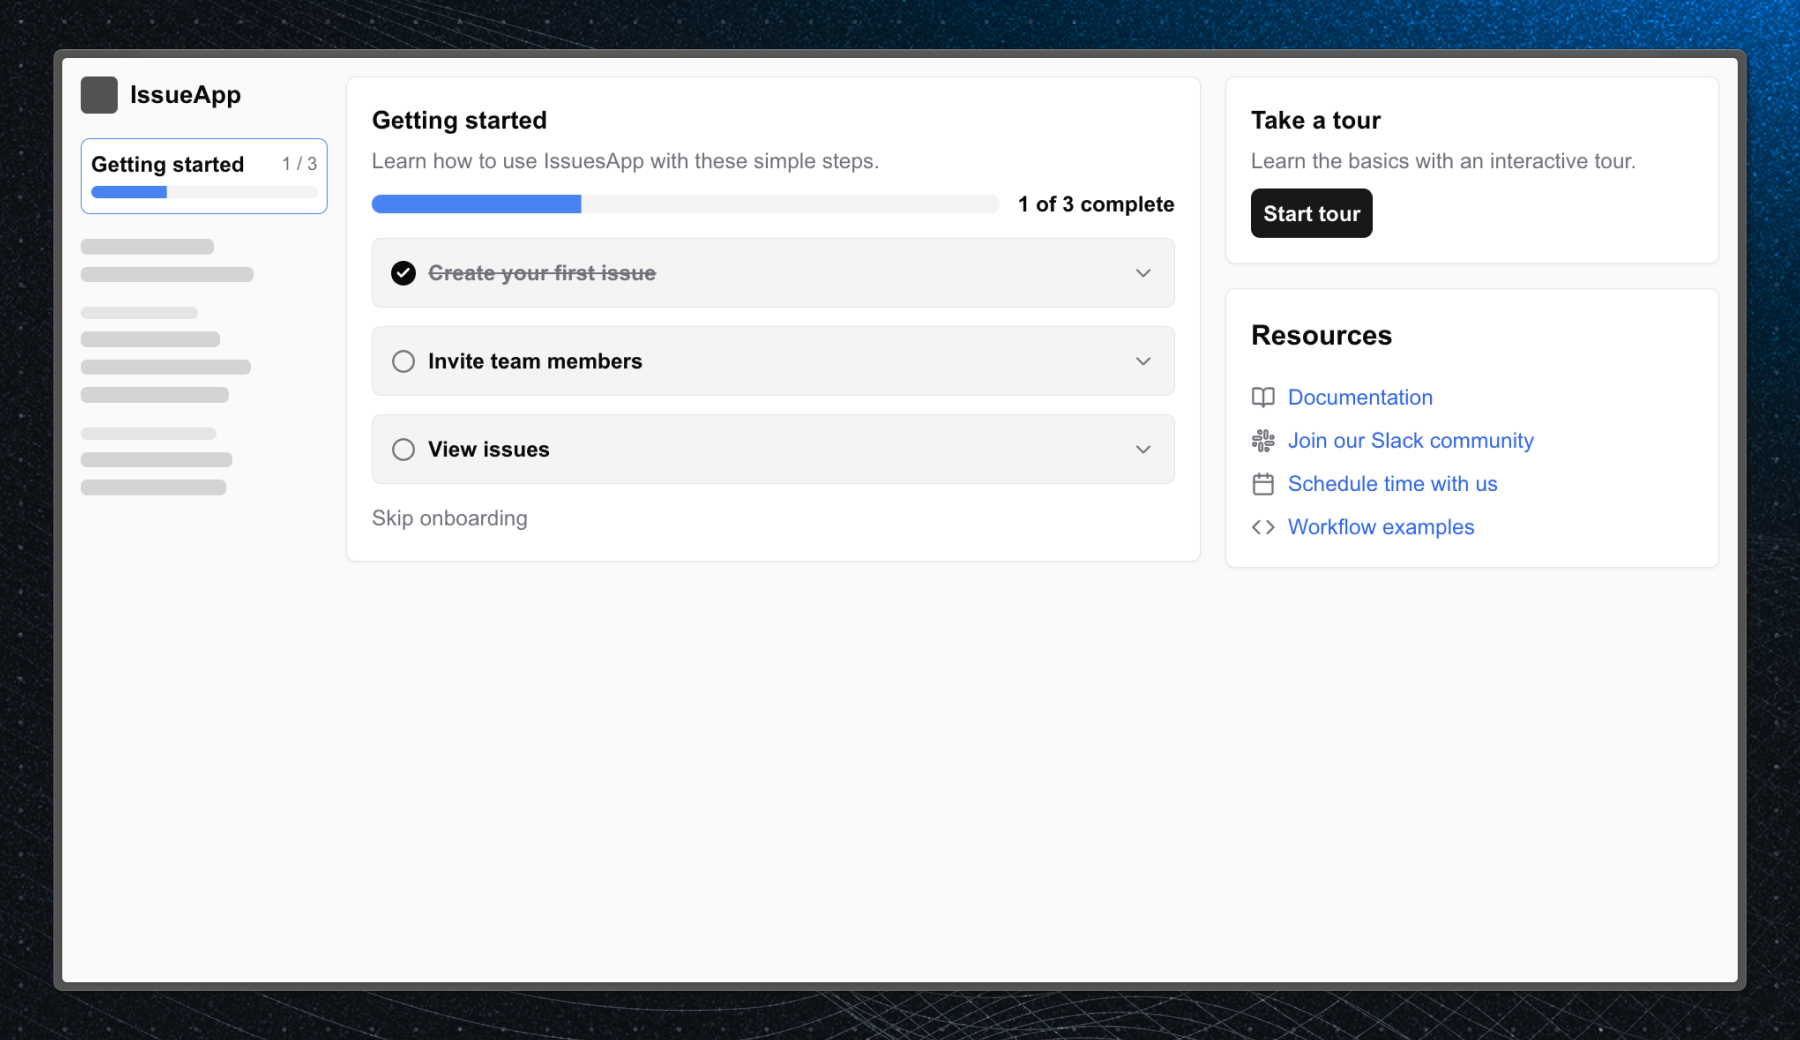 IssueApp
Getting started 1 / 3
Getting started
Learn how to use IssuesApp with these simple steps.
1 of 3 complete
Create your first issue
Invite team members
View issues
Skip onboarding
Take a tour
Learn the basics with an interactive tour.
Start tour
Resources
Documentation
Join our Slack community
Schedule time with us
Workflow examples